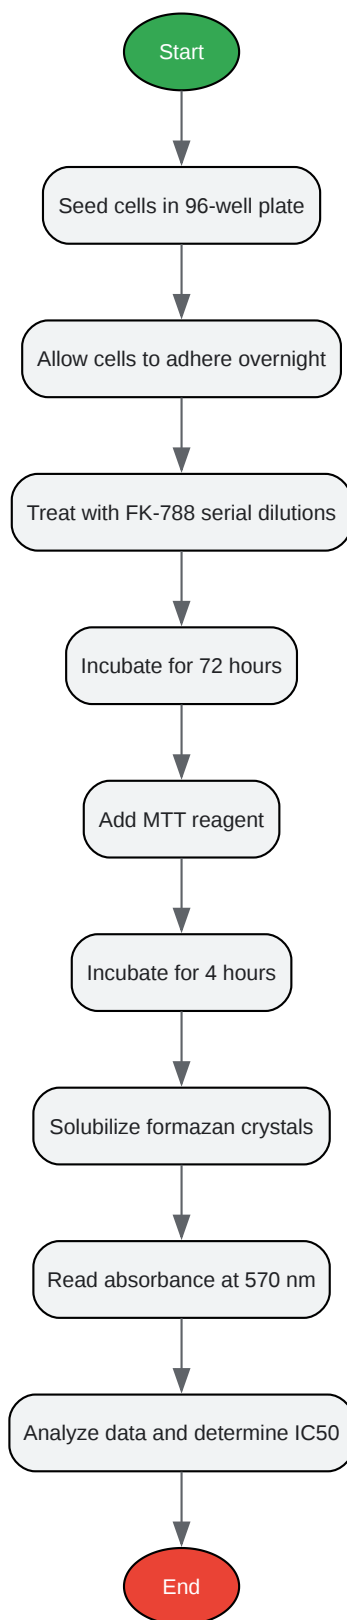 Start
Seed cells in 96-well plate
Allow cells to adhere overnight
Treat with FK-788 serial dilutions
Incubate for 72 hours
Add MTT reagent
Incubate for 4 hours
Solubilize formazan crystals
Read absorbance at 570 nm
Analyze data and determine IC50
End